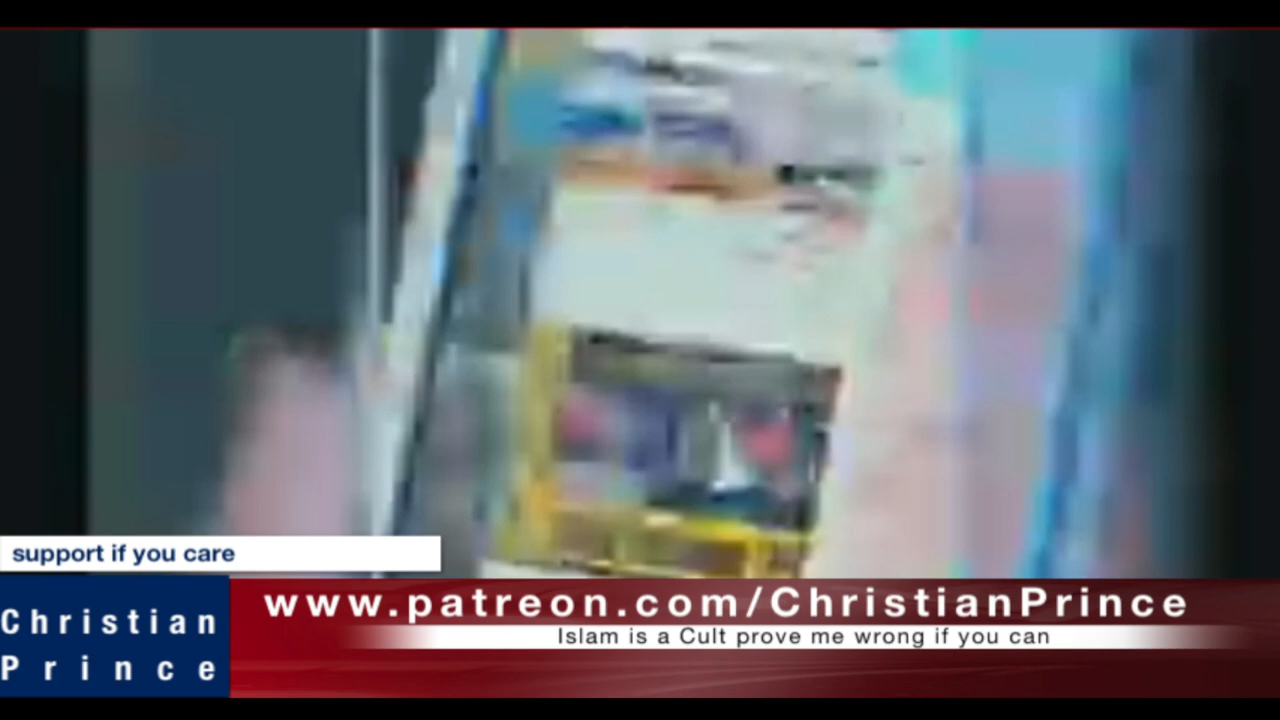 support if you care
Christian
Prince
www.patreon.com/ChristianPrince
Islam is a Cult prove me wrong if you can